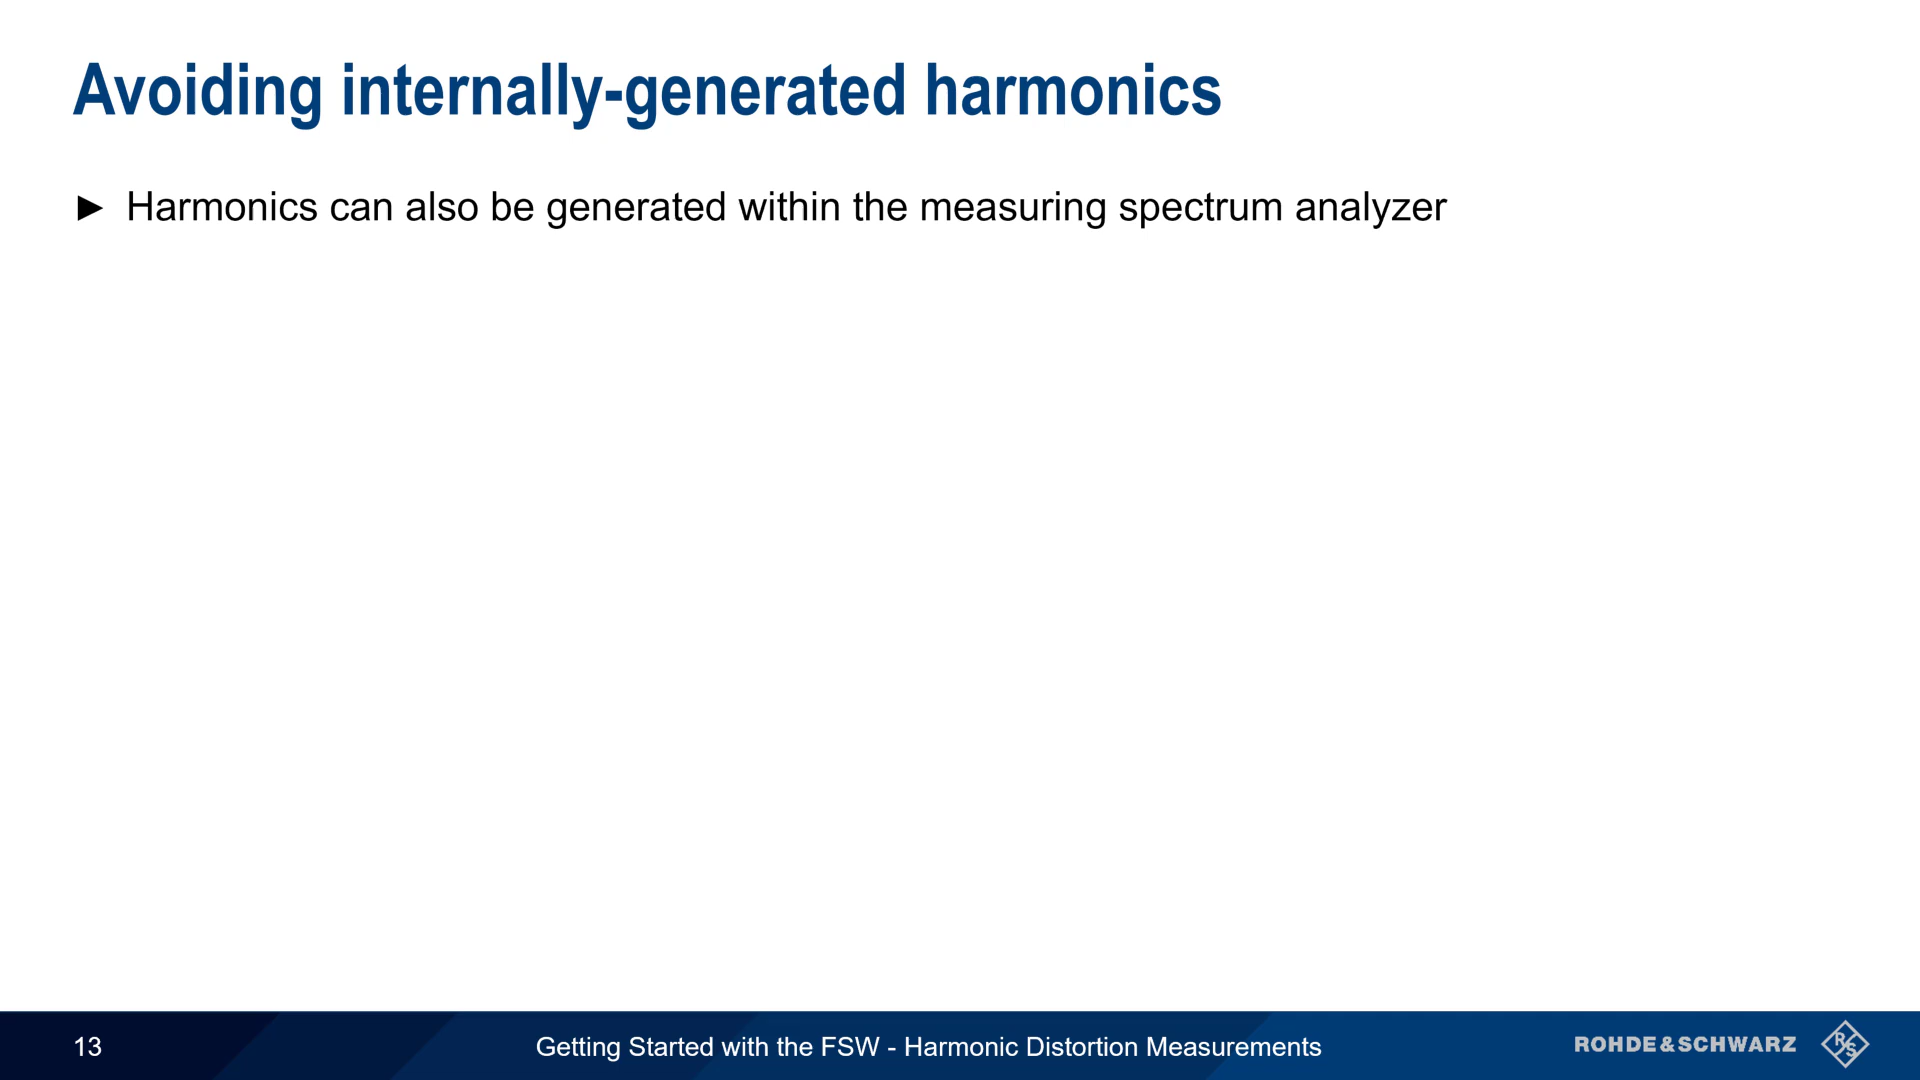 Avoiding internally-generated harmonics
► Harmonics can also be generated within the measuring spectrum analyzer
13
Getting Started with the FSW - Harmonic Distortion Measurements
ROHDE&SCHWARZ
R&S